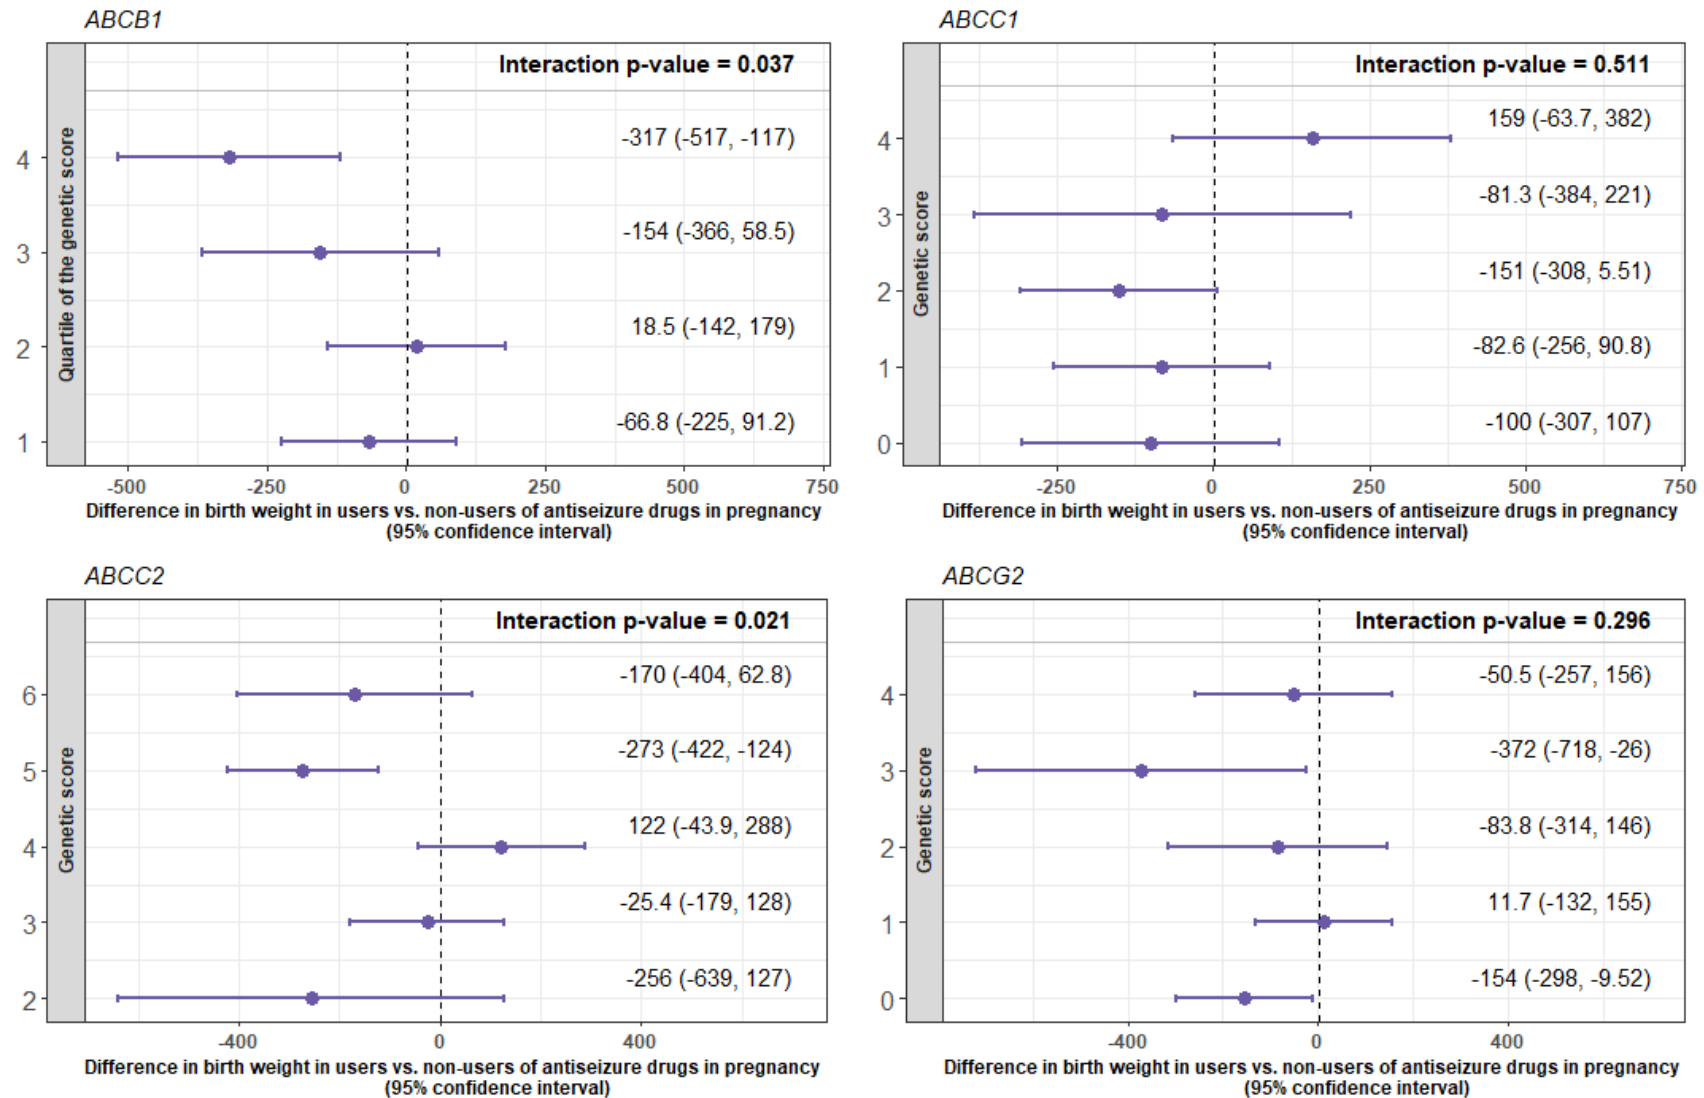 ABCB1
Interaction p-value = 0.037
Quartile of the genetic score
4
-317 (-517, -117)
3
-154 (-366, 58.5)
2
18.5 (-142, 179)
1
-66.8 (-225, 91.2)
-500 -250 0 250 500 750
Difference in birth weight in users vs. non-users of antiseizure drugs in pregnancy
(95% confidence interval)
ABCC1
Interaction p-value = 0.511
Genetic score
4
159 (-63.7, 382)
3
-81.3 (-384, 221)
2
-151 (-308, 5.51)
1
-82.6 (-256, 90.8)
0
-100 (-307, 107)
-250 0 250 500 750
Difference in birth weight in users vs. non-users of antiseizure drugs in pregnancy
(95% confidence interval)
ABCC2
Interaction p-value = 0.021
Genetic score
6
-170 (-404, 62.8)
5
-273 (-422, -124)
4
122 (-43.9, 288)
3
-25.4 (-179, 128)
2
-256 (-639, 127)
-400 0 400
Difference in birth weight in users vs. non-users of antiseizure drugs in pregnancy
(95% confidence interval)
ABCG2
Interaction p-value = 0.296
Genetic score
4
-50.5 (-257, 156)
3
-372 (-718, -26)
2
-83.8 (-314, 146)
1
11.7 (-132, 155)
0
-154 (-298, -9.52)
-400 0 400
Difference in birth weight in users vs. non-users of antiseizure drugs in pregnancy
(95% confidence interval)